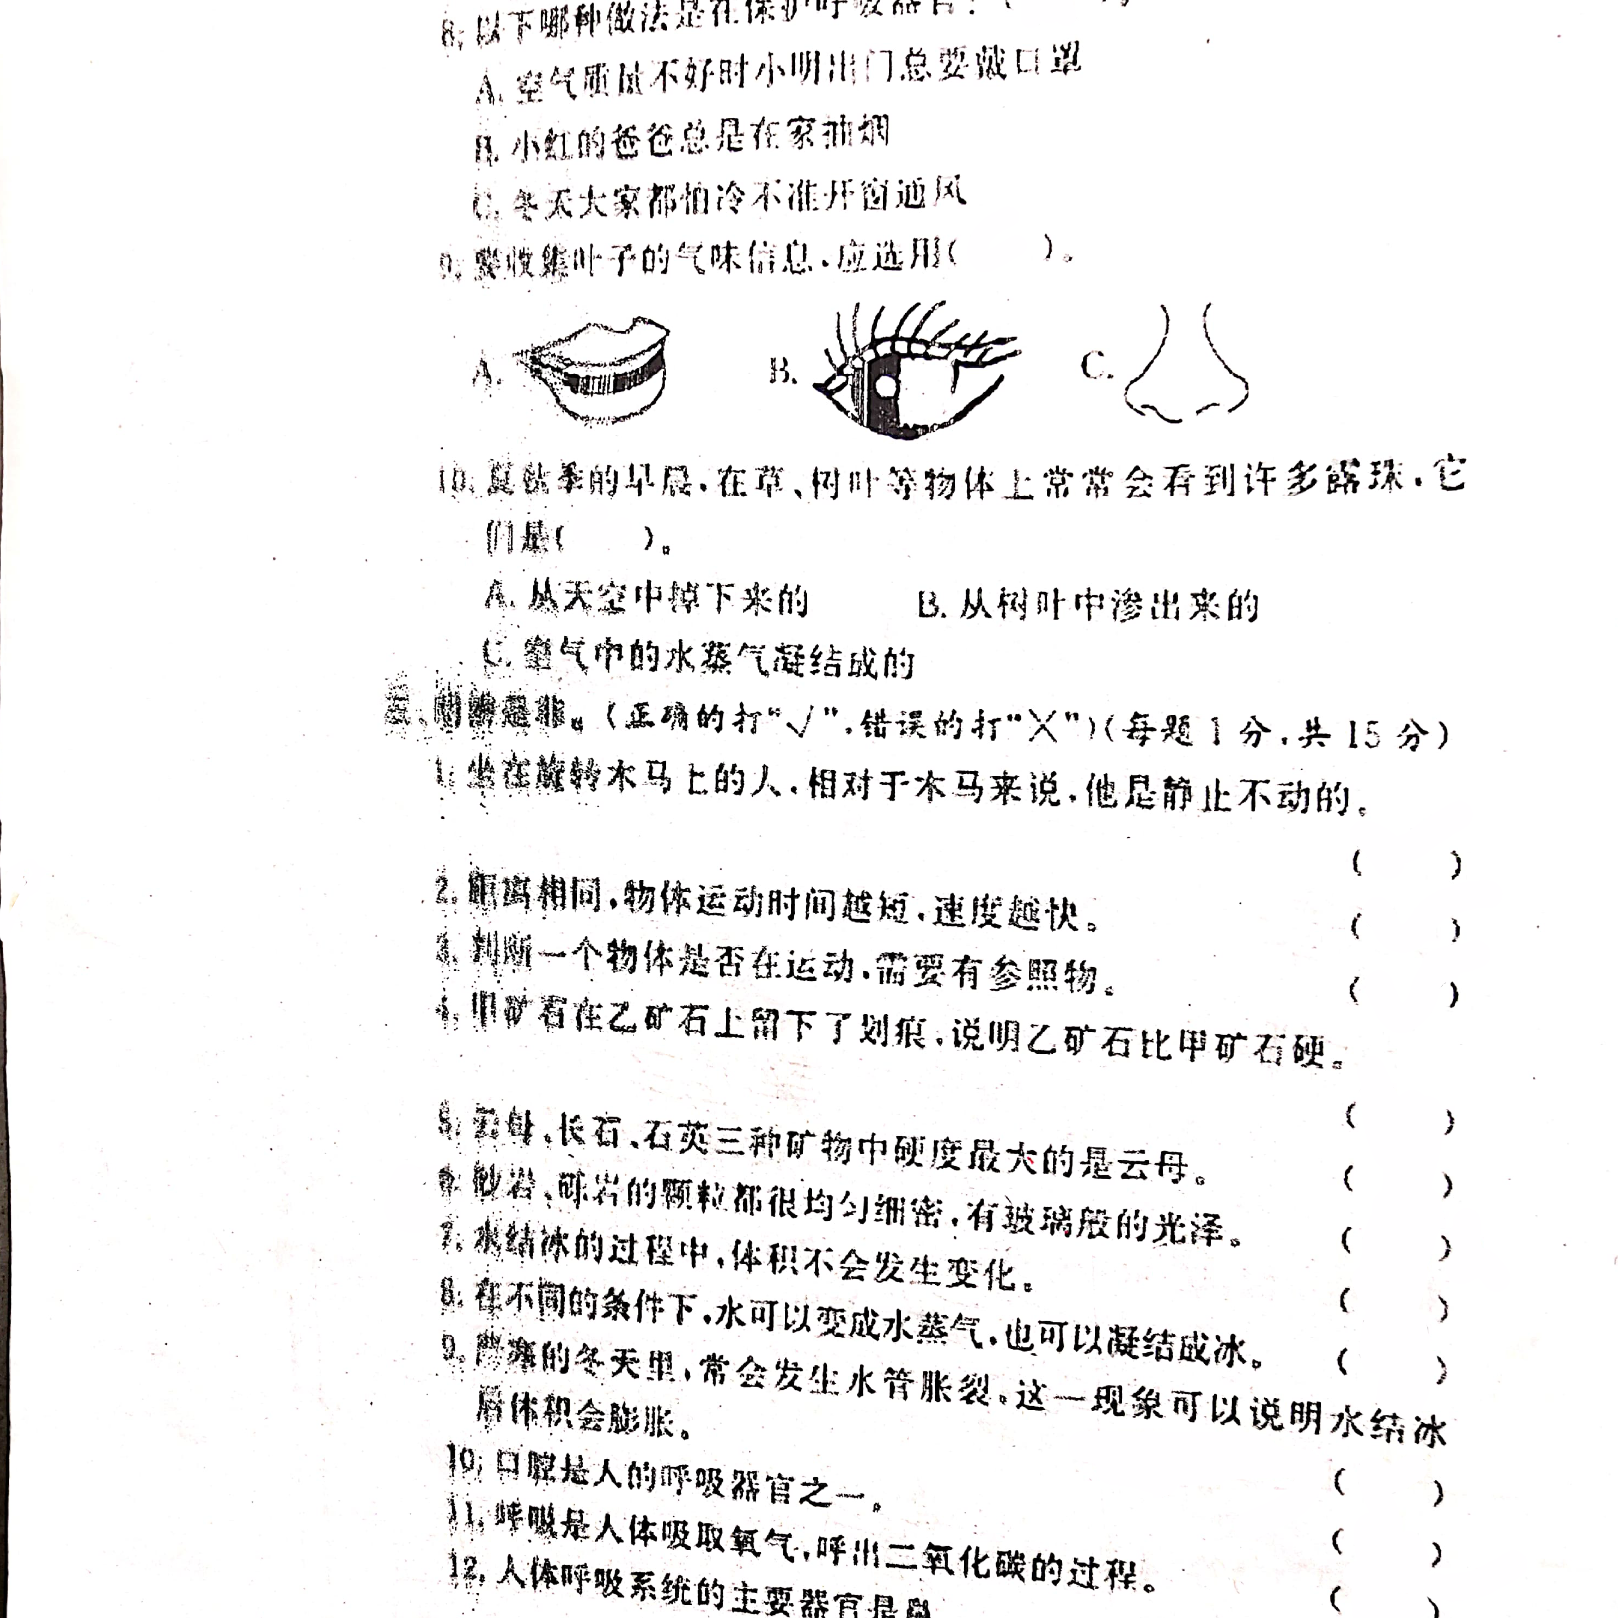 8. 以下哪种做法是在保护呼吸器官？(
A. 空气质量不好时小明出门总要戴口罩
B. 小红的爸爸总是在家抽烟
C. 冬天大家都怕冷不准开窗通风
9. 要收集叶子的气味信息,应选用(    )。
A. B. C.
10. 夏秋季的早晨,在草、树叶等物体上常常会看到许多露珠,它
们是(    )。
A. 从天空中掉下来的 B. 从树叶中渗出来的
C. 空气中的水蒸气凝结成的
三、明辨是非。(正确的打“√”,错误的打“╳”)(每题1分,共15分)
1. 坐在旋转木马上的人,相对于木马来说,他是静止不动的。
(    )
2. 距离相同,物体运动时间越短,速度越快。 (    )
3. 判断一个物体是否在运动,需要有参照物。 (    )
4. 甲矿石在乙矿石上留下了划痕,说明乙矿石比甲矿石硬。
(    )
5. 云母、长石、石英三种矿物中硬度最大的是云母。 (    )
6. 砂岩、砾岩的颗粒都很均匀细密,有玻璃般的光泽。 (    )
7. 水结冰的过程中,体积不会发生变化。 (    )
8. 在不同的条件下,水可以变成水蒸气,也可以凝结成冰。 (    )
9. 严寒的冬天里,常会发生水管胀裂。这一现象可以说明水结冰
后体积会膨胀。 (    )
10. 口腔是人的呼吸器官之一。 (    )
11. 呼吸是人体吸取氧气,呼出二氧化碳的过程。 (    )
12. 人体呼吸系统的主要器官是